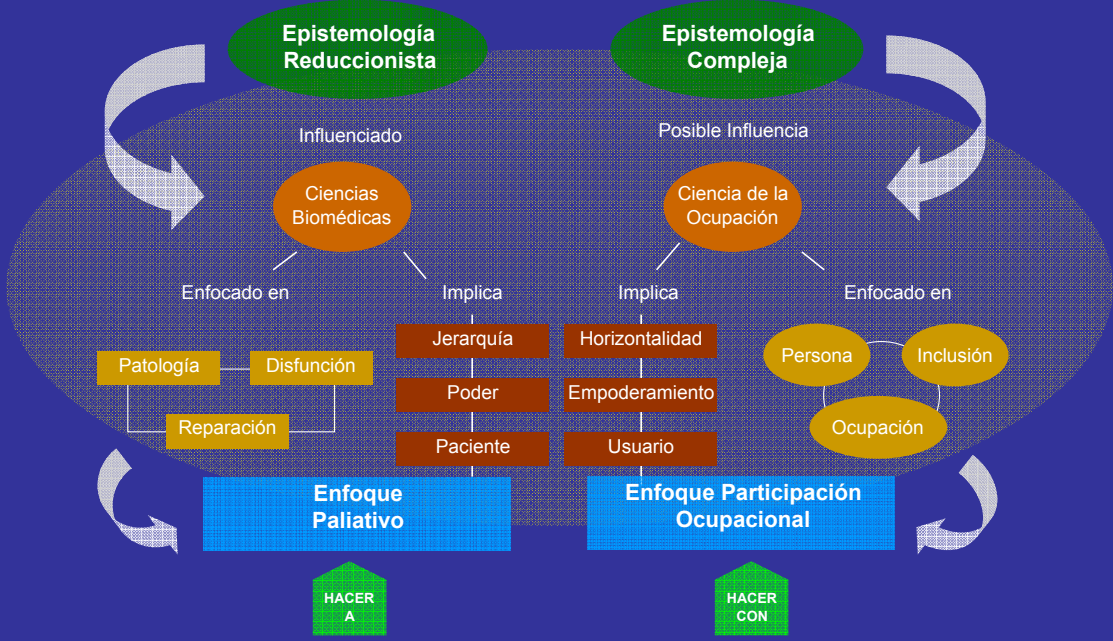 Epistemología
Reduccionista
Epistemología
Compleja
Influenciado
Posible Influencia
Ciencias
Biomédicas
Ciencia de la
Ocupación
Enfocado en
Implica
Implica
Enfocado en
Patología
Disfunción
Reparación
Jerarquía
Poder
Paciente
Horizontalidad
Empoderamiento
Usuario
Persona
Inclusión
Ocupación
Enfoque
Paliativo
Enfoque Participación
Ocupacional
HACER
A
HACER
CON